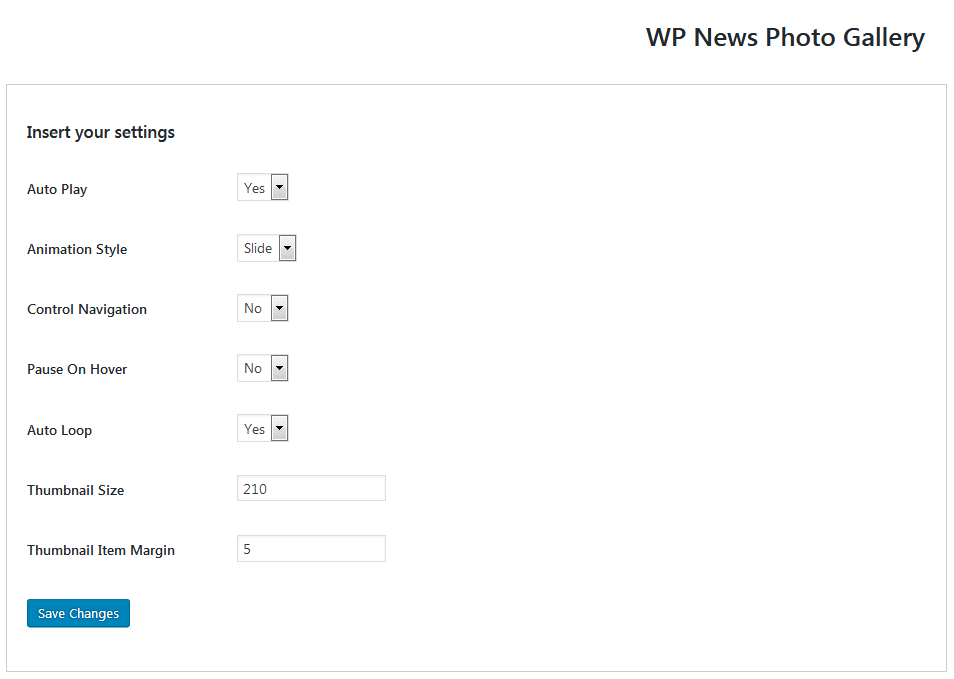 WP News Photo Gallery
Insert your settings
Auto Play Yes
Animation Style Slide
Control Navigation No
Pause On Hover No
Auto Loop Yes
Thumbnail Size 210
Thumbnail Item Margin 5
Save Changes